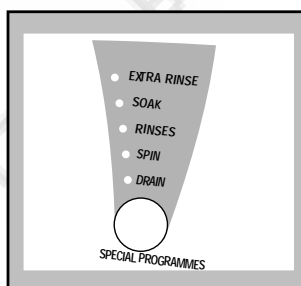 EXTRA RINSE
SOAK
RINSES
SPIN
DRAIN
SPECIAL PROGRAMMES